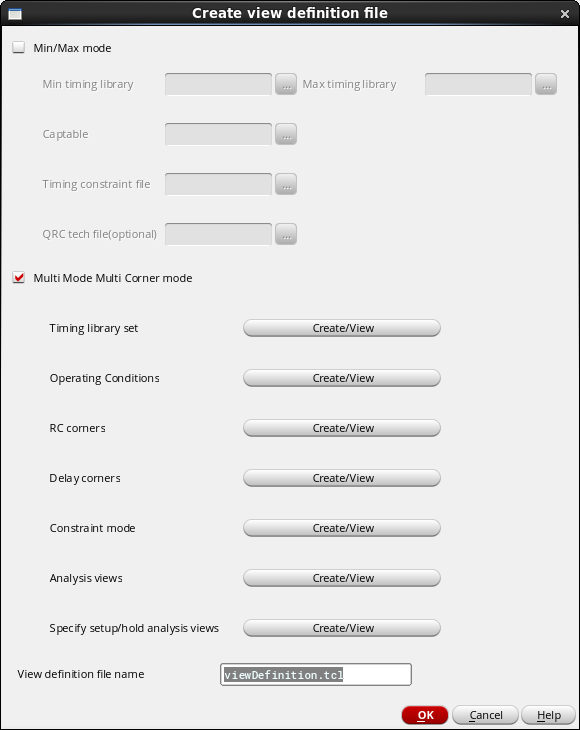 Create view definition file
Min/Max mode
Min timing library ... Max timing library ...
Captable ...
Timing constraint file ...
QRC tech file(optional) ...
Multi Mode Multi Corner mode
Timing library set Create/View
Operating Conditions Create/View
RC corners Create/View
Delay corners Create/View
Constraint mode Create/View
Analysis views Create/View
Specify setup/hold analysis views Create/View
View definition file name viewDefinition.tcl
OK Cancel Help